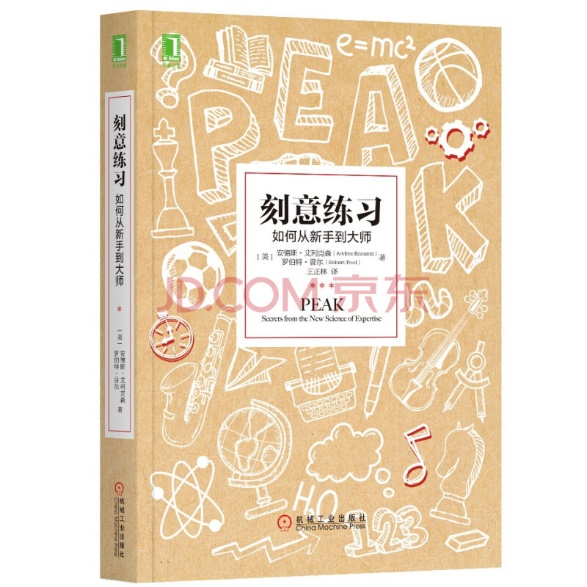 刻意练习
如何从新手到大师
*
[美]
安德斯·艾利克森
罗伯特·普尔
著
e=mc²
PEAK
刻意练习
如何从新手到大师
[美] 安德斯·艾利克森 (Anders Ericsson)
罗伯特·普尔 (Robert Pool) 著
王正林 译
***
PEAK
Secrets from the New Science of Expertise
JD.COM 京东
H₂O
123
机械工业出版社
China Machine Press
机械工业出版社